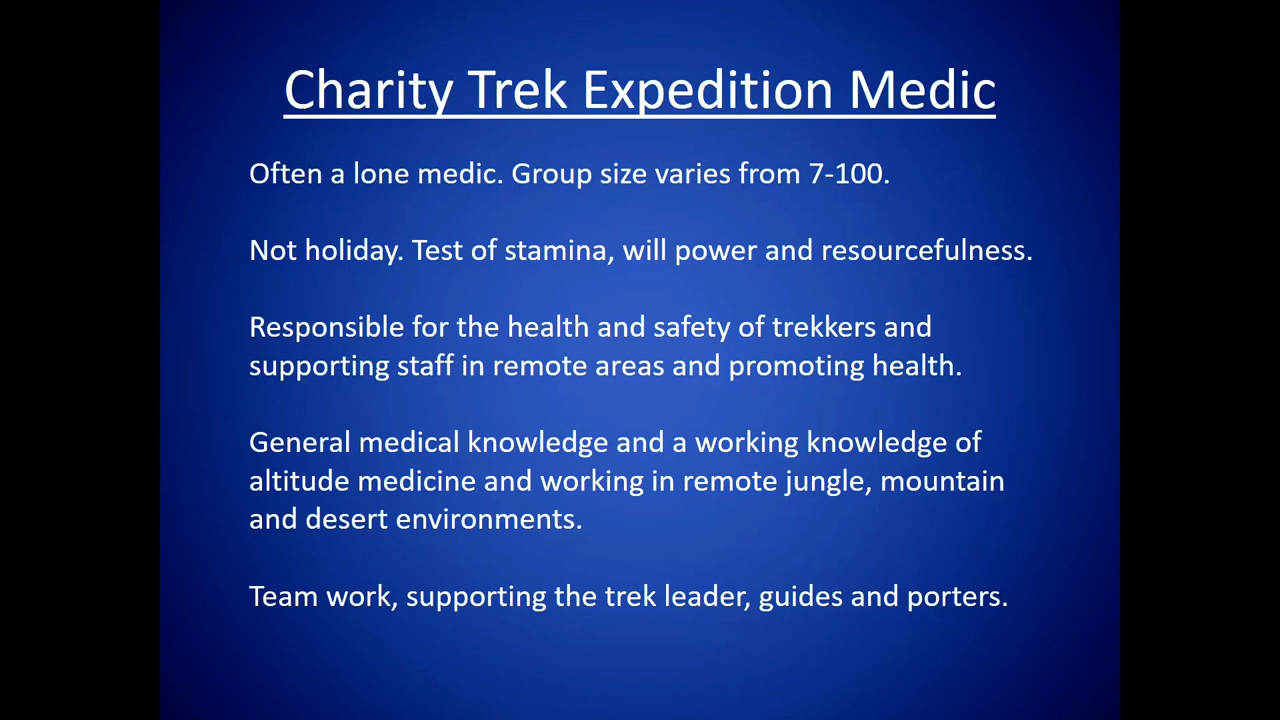 Charity Trek Expedition Medic
Often a lone medic. Group size varies from 7-100.
Not holiday. Test of stamina, will power and resourcefulness.
Responsible for the health and safety of trekkers and
supporting staff in remote areas and promoting health.
General medical knowledge and a working knowledge of
altitude medicine and working in remote jungle, mountain
and desert environments.
Team work, supporting the trek leader, guides and porters.